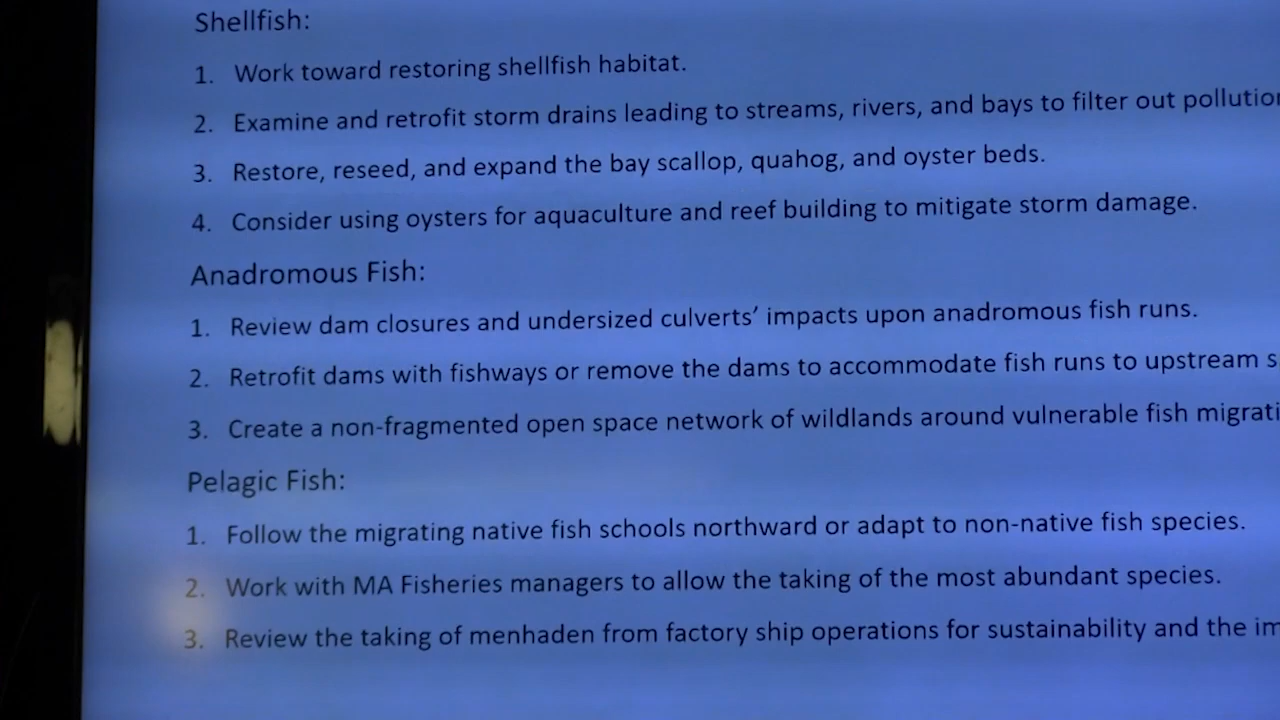 Shellfish:
1. Work toward restoring shellfish habitat.
2. Examine and retrofit storm drains leading to streams, rivers, and bays to filter out
3. Restore, reseed, and expand the bay scallop, quahog, and oyster beds.
4. Consider using oysters for aquaculture and reef building to mitigate storm damage.
Anadromous Fish:
1. Review dam closures and undersized culverts’ impacts upon anadromous fish runs.
2. Retrofit dams with fishways or remove the dams to accommodate fish runs to upstream
3. Create a non-fragmented open space network of wildlands around vulnerable fish
Pelagic Fish:
1. Follow the migrating native fish schools northward or adapt to non-native fish species.
2. Work with MA Fisheries managers to allow the taking of the most abundant species.
3. Review the taking of menhaden from factory ship operations for sustainability and the